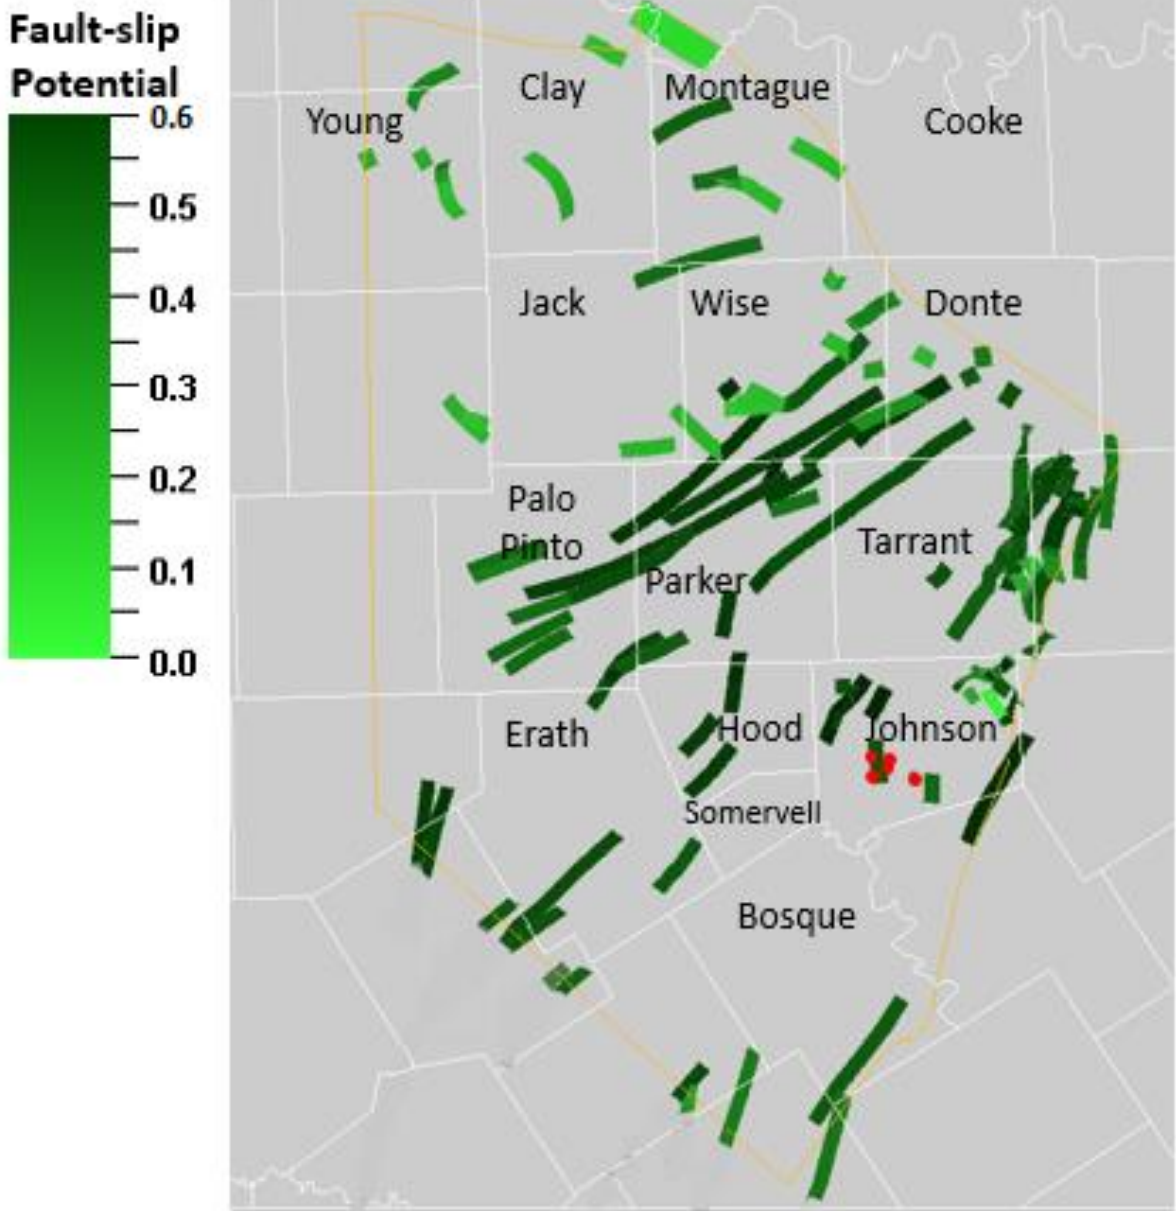 Fault-slip
Potential
0.6
0.5
0.4
0.3
0.2
0.1
0.0
Clay
Montague
Young
Cooke
Jack
Wise
Donte
Palo
Pinto
Tarrant
Parker
Erath
Hood
Johnson
Somervell
Bosque